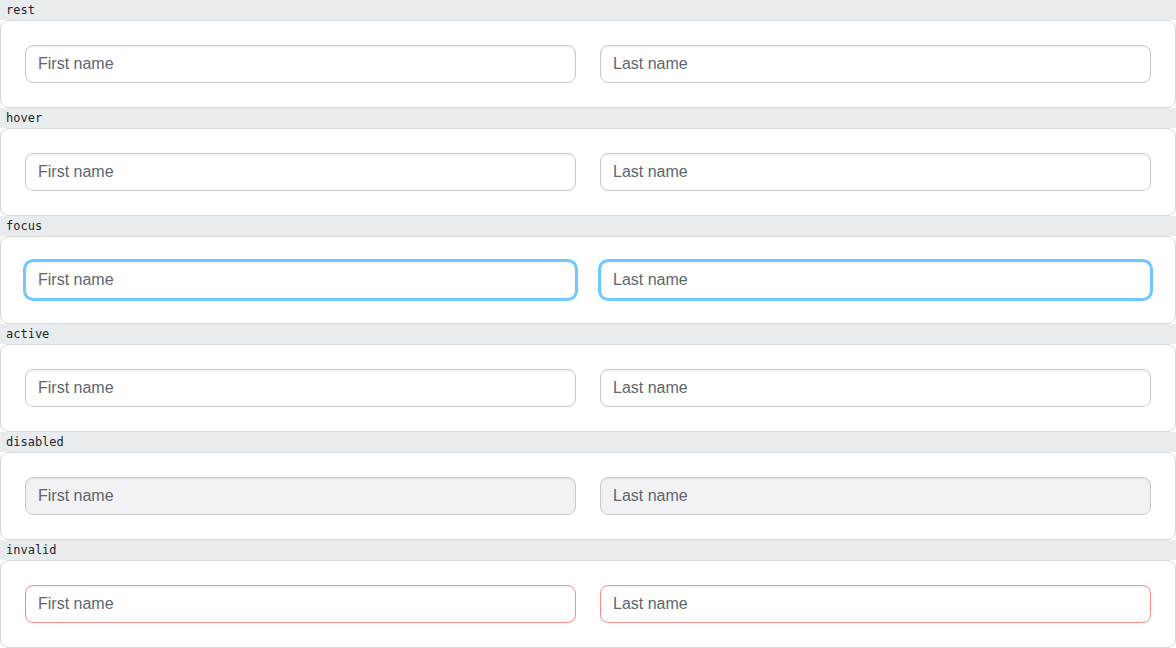 rest
First name Last name
hover
First name Last name
focus
First name Last name
active
First name Last name
disabled
First name Last name
invalid
First name Last name